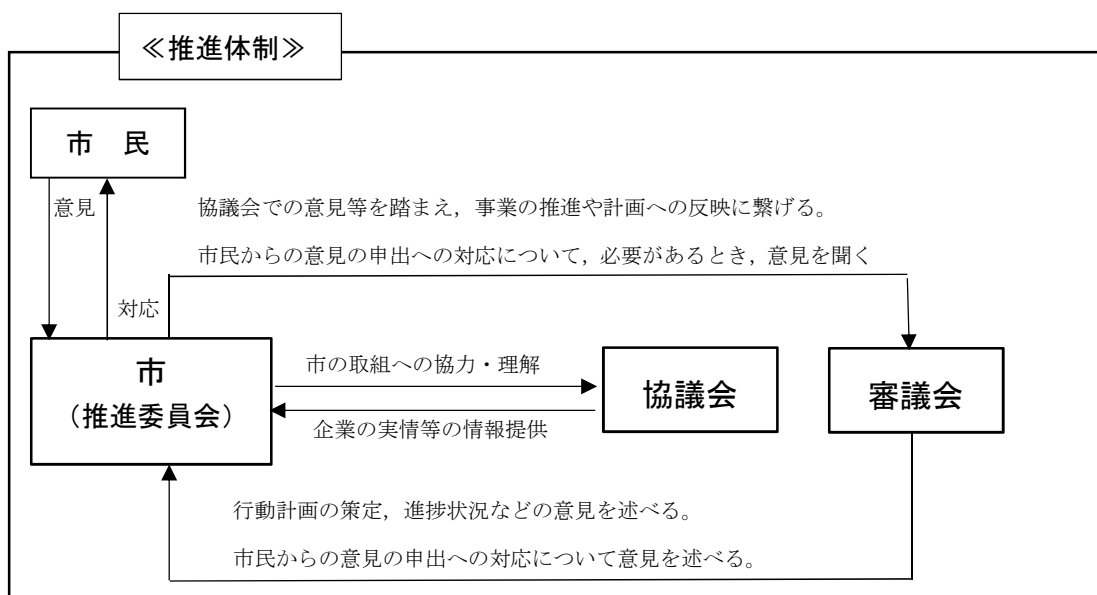 ≪推進体制≫
市　民
意見
協議会での意見等を踏まえ，事業の推進や計画への反映に繋げる。
市民からの意見の申出への対応について，必要があるとき，意見を聞く
対応
市
（推進委員会）
市の取組への協力・理解
企業の実情等の情報提供
協議会
審議会
行動計画の策定，進捗状況などの意見を述べる。
市民からの意見の申出への対応について意見を述べる。